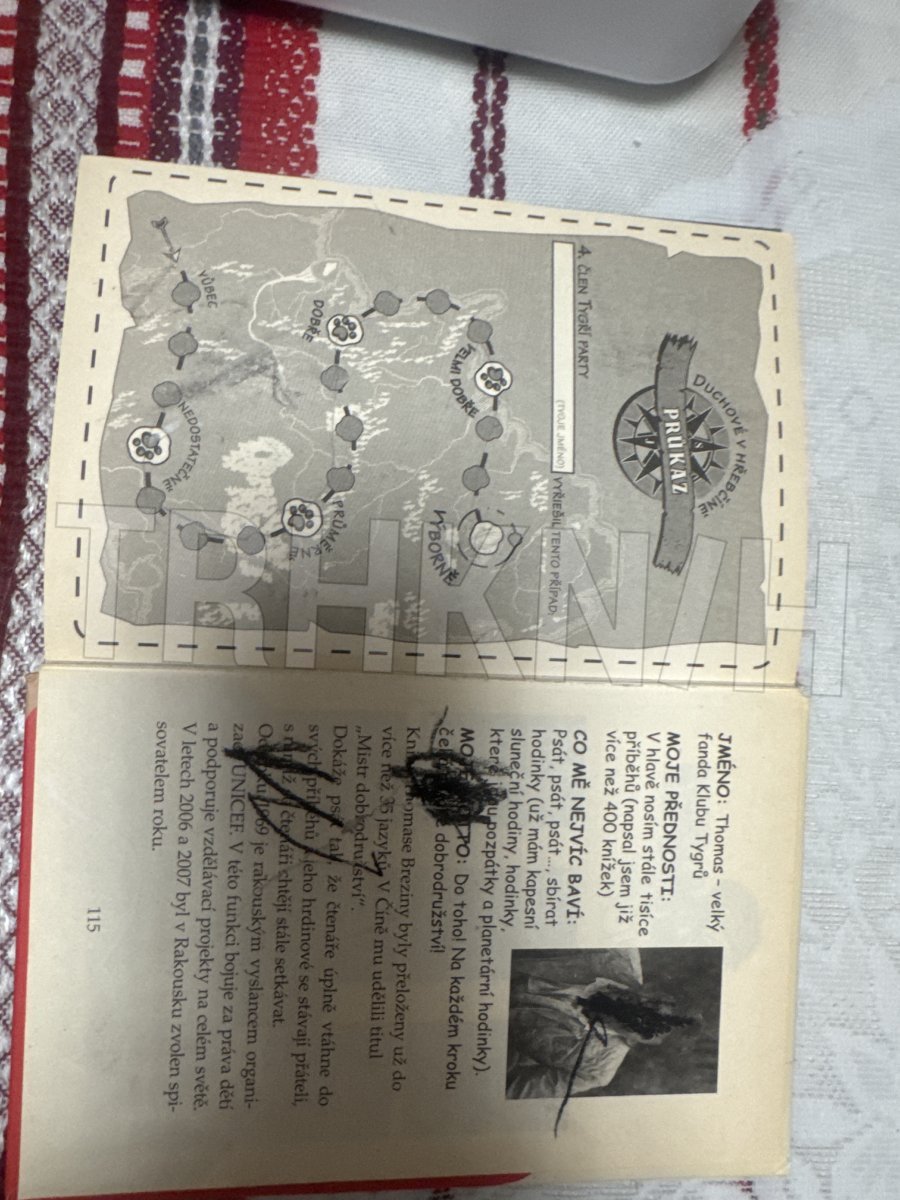 DUCHOVÉ V HŘEBČÍNĚ
PRŮKAZ
4. ČLEN TYGŘÍ PARTY
(TVOJE JMÉNO) VYŘEŠIL TENTO PŘÍPAD:
VÝBORNĚ
VELMI DOBŘE
DOBŘE
PRŮMĚRNĚ
NEDOSTATEČNĚ
VŮBEC
TRHKNIH
JMÉNO: Thomas – velký
fanda Klubu Tygrů
MOJE PŘEDNOSTI:
V hlavě nosím stále tisíce
příběhů (napsal jsem již
více než 400 knížek)
CO MĚ NEJVÍC BAVÍ:
Psát, psát, psát..., sbírat
hodinky (už mám kapesní
sluneční hodiny, hodinky,
které pozpátky a planetární hodinky).
Do toho! Na každém kroku
dobrodružství!
Thomase Breziny byly přeloženy už do
více než 35 jazyků. V Číně mu udělili titul
„Mistr dobrodružství“.
Dokáže psát tak, že čtenáře úplně vtáhne do
svých příběhů jeho hrdinové se stávají přáteli,
s nimiž čtenáři chtějí stále setkávat.
je rakouským vyslancem organi-
UNICEF. V této funkci bojuje za práva dětí
a podporuje vzdělávací projekty na celém světě.
V letech 2006 a 2007 byl v Rakousku zvolen spi-
sovatelem roku.
115